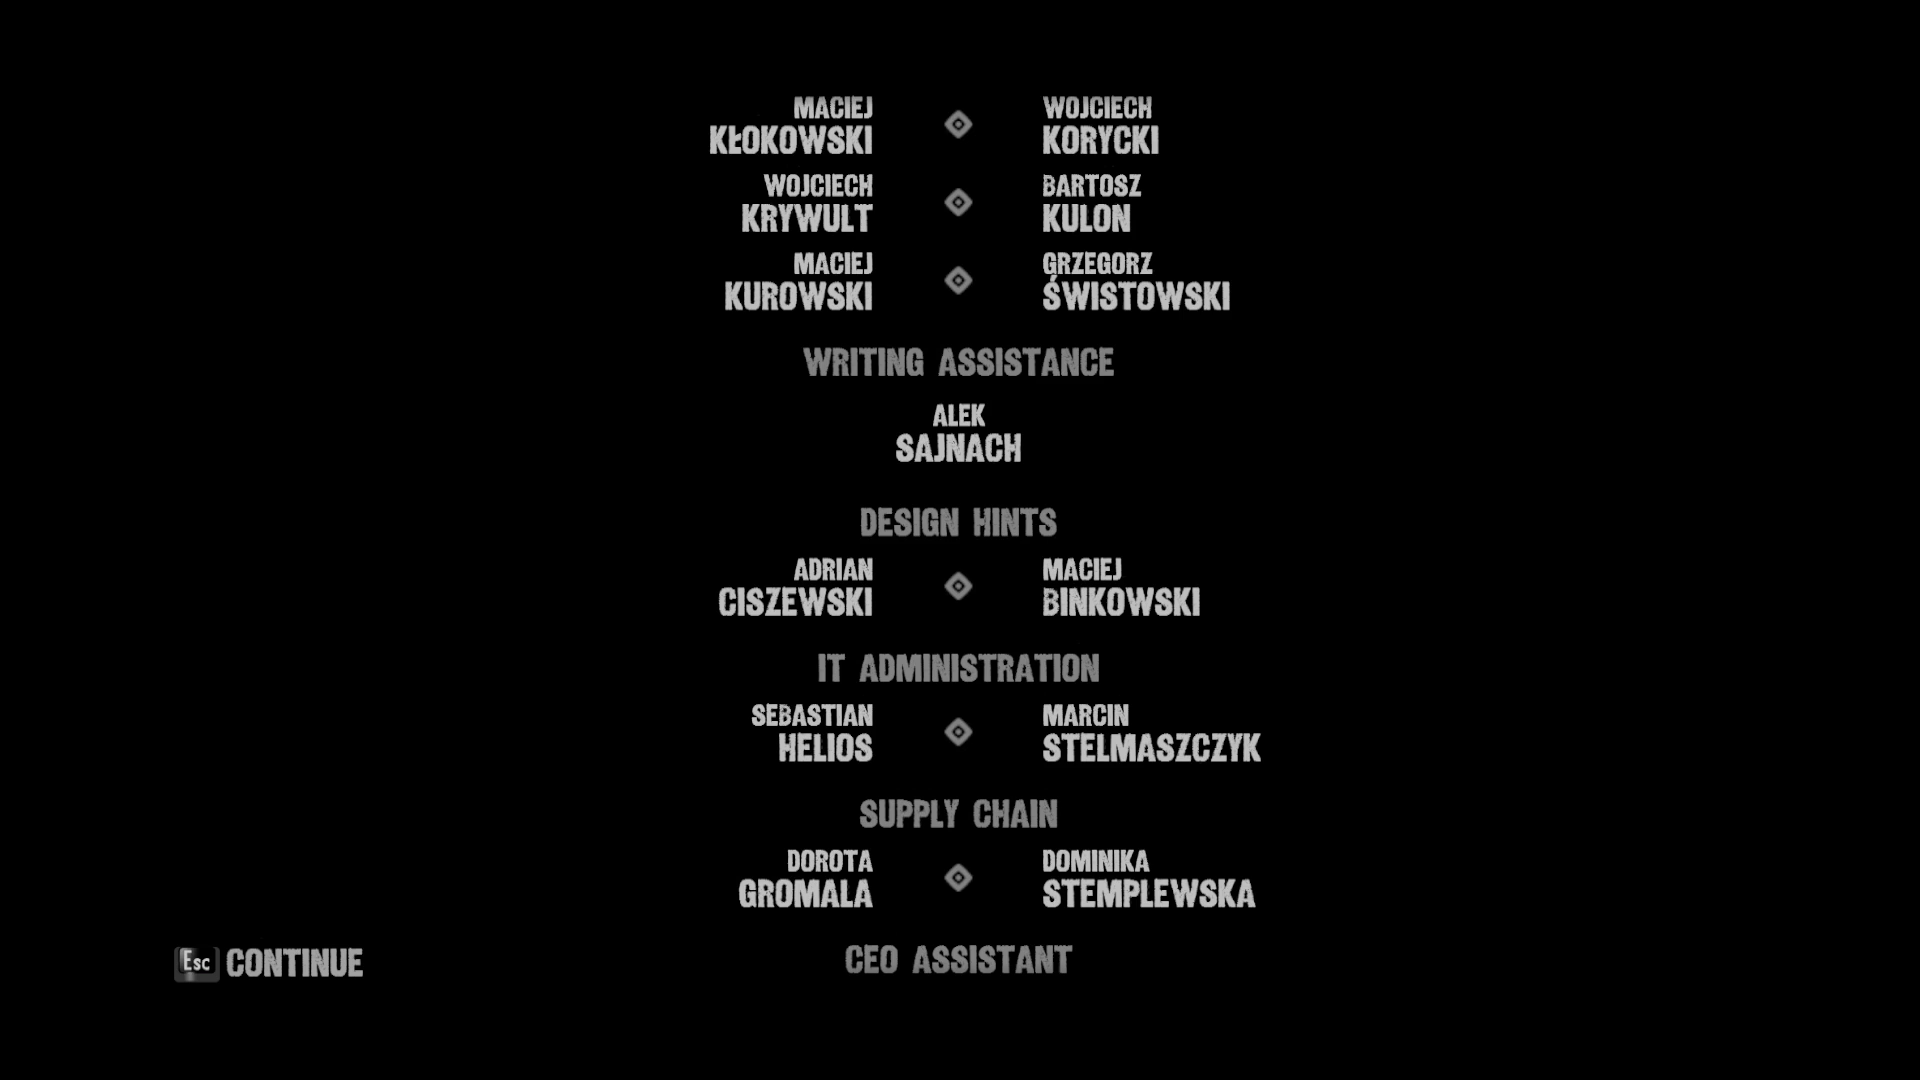 MACIEJ
KŁOKOWSKI
WOJCIECH
KORYCKI
WOJCIECH
KRYWULT
BARTOSZ
KULON
MACIEJ
KUROWSKI
GRZEGORZ
ŚWISTOWSKI
WRITING ASSISTANCE
ALEK
SAJNACH
DESIGN HINTS
ADRIAN
CISZEWSKI
MACIEJ
BINKOWSKI
IT ADMINISTRATION
SEBASTIAN
HELIOS
MARCIN
STELMASZCZYK
SUPPLY CHAIN
DOROTA
GROMALA
DOMINIKA
STEMPLEWSKA
CEO ASSISTANT
Esc CONTINUE